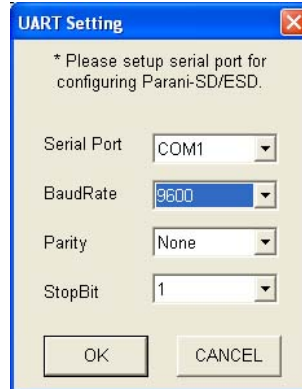 UART Setting
* Please setup serial port for
configuring Parani-SD/ESD.
Serial Port COM1
BaudRate 9600
Parity None
StopBit 1
OK CANCEL